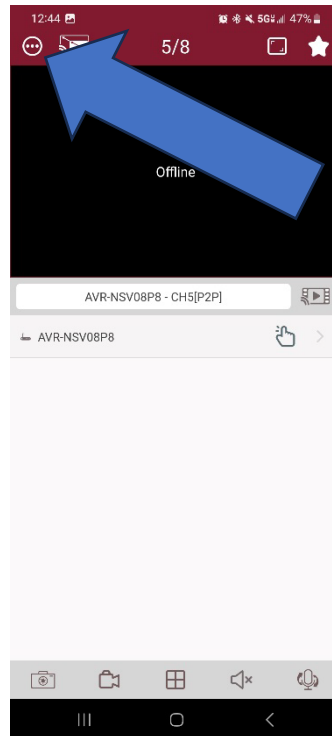 12:44 5G 47%
5/8
Offline
AVR-NSV08P8 - CH5[P2P]
AVR-NSV08P8